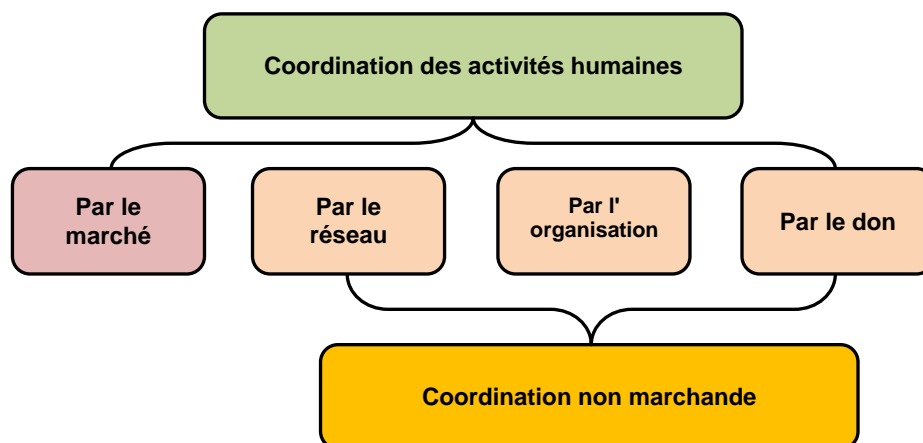 Coordination des activités humaines
Par le
marché
Par le
réseau
Par l'
organisation
Par le don
Coordination non marchande